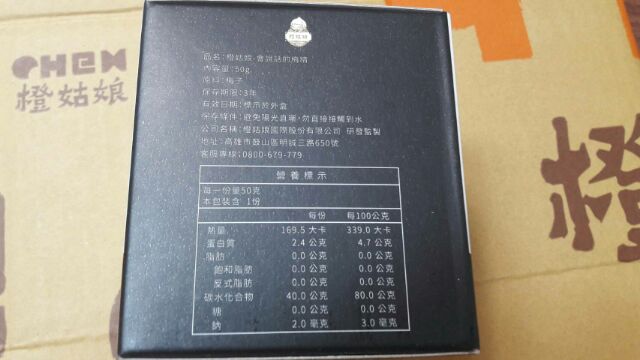 CHEN
橙姑娘
橙
橙姑娘
品名:橙姑娘·會說話的梅精
內容量:50g
原料:梅子
保存期限:3年
有效日期:標示於外盒
保存條件:避免陽光直曬,勿直接接觸到水
公司名稱:橙姑娘國際股份有限公司 研發監製
地址:高雄市鼓山區明誠三路650號
客服專線:0800-679-779
營養標示
每一份量50克
本包裝含 1份
每份 每100公克
熱量 169.5 大卡 339.0 大卡
蛋白質 2.4 公克 4.7 公克
脂肪 0.0 公克 0.0 公克
飽和脂肪 0.0 公克 0.0 公克
反式脂肪 0.0 公克 0.0 公克
碳水化合物 40.0 公克 80.0 公克
糖 0.0 公克 0.0 公克
鈉 2.0 毫克 3.0 毫克